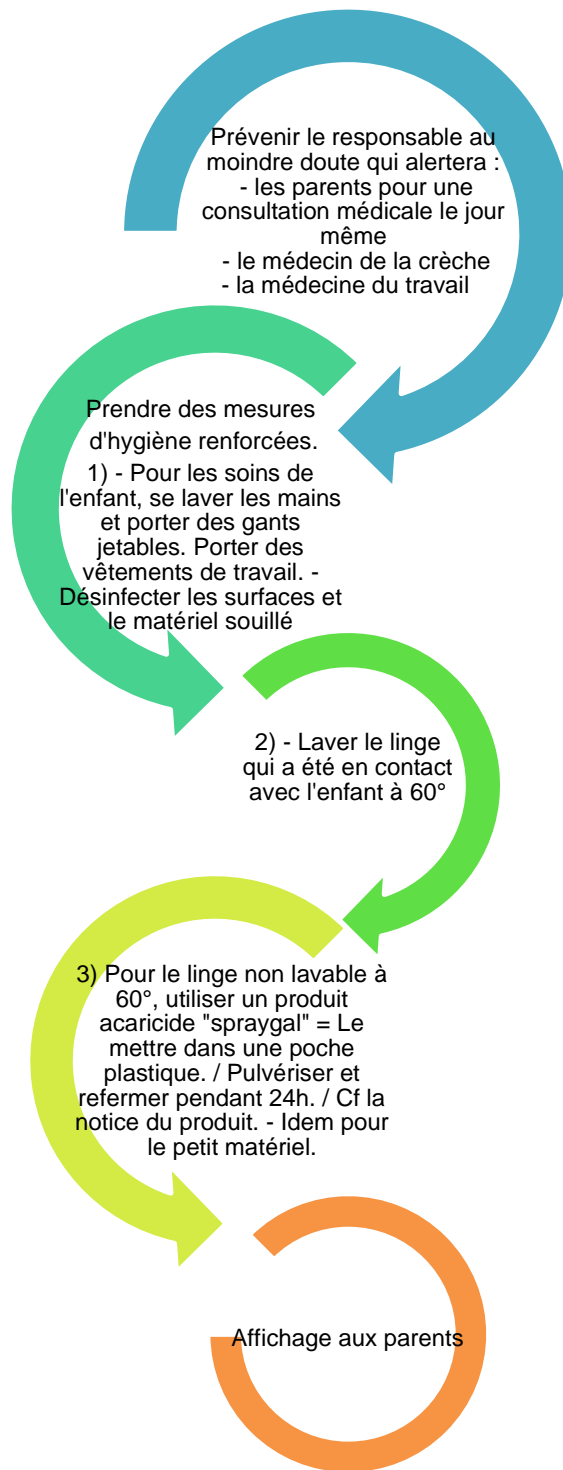 Prévenir le responsable au
moindre doute qui alertera :
- les parents pour une
consultation médicale le jour
même
- le médecin de la crèche
- la médecine du travail
Prendre des mesures
d'hygiène renforcées.
1) - Pour les soins de
l'enfant, se laver les mains
et porter des gants
jetables. Porter des
vêtements de travail. -
Désinfecter les surfaces et
le matériel souillé
2) - Laver le linge
qui a été en contact
avec l'enfant à 60°
3) Pour le linge non lavable à
60°, utiliser un produit
acaricide "spraygal" = Le
mettre dans une poche
plastique. / Pulvériser et
refermer pendant 24h. / Cf la
notice du produit. - Idem pour
le petit matériel.
Affichage aux parents